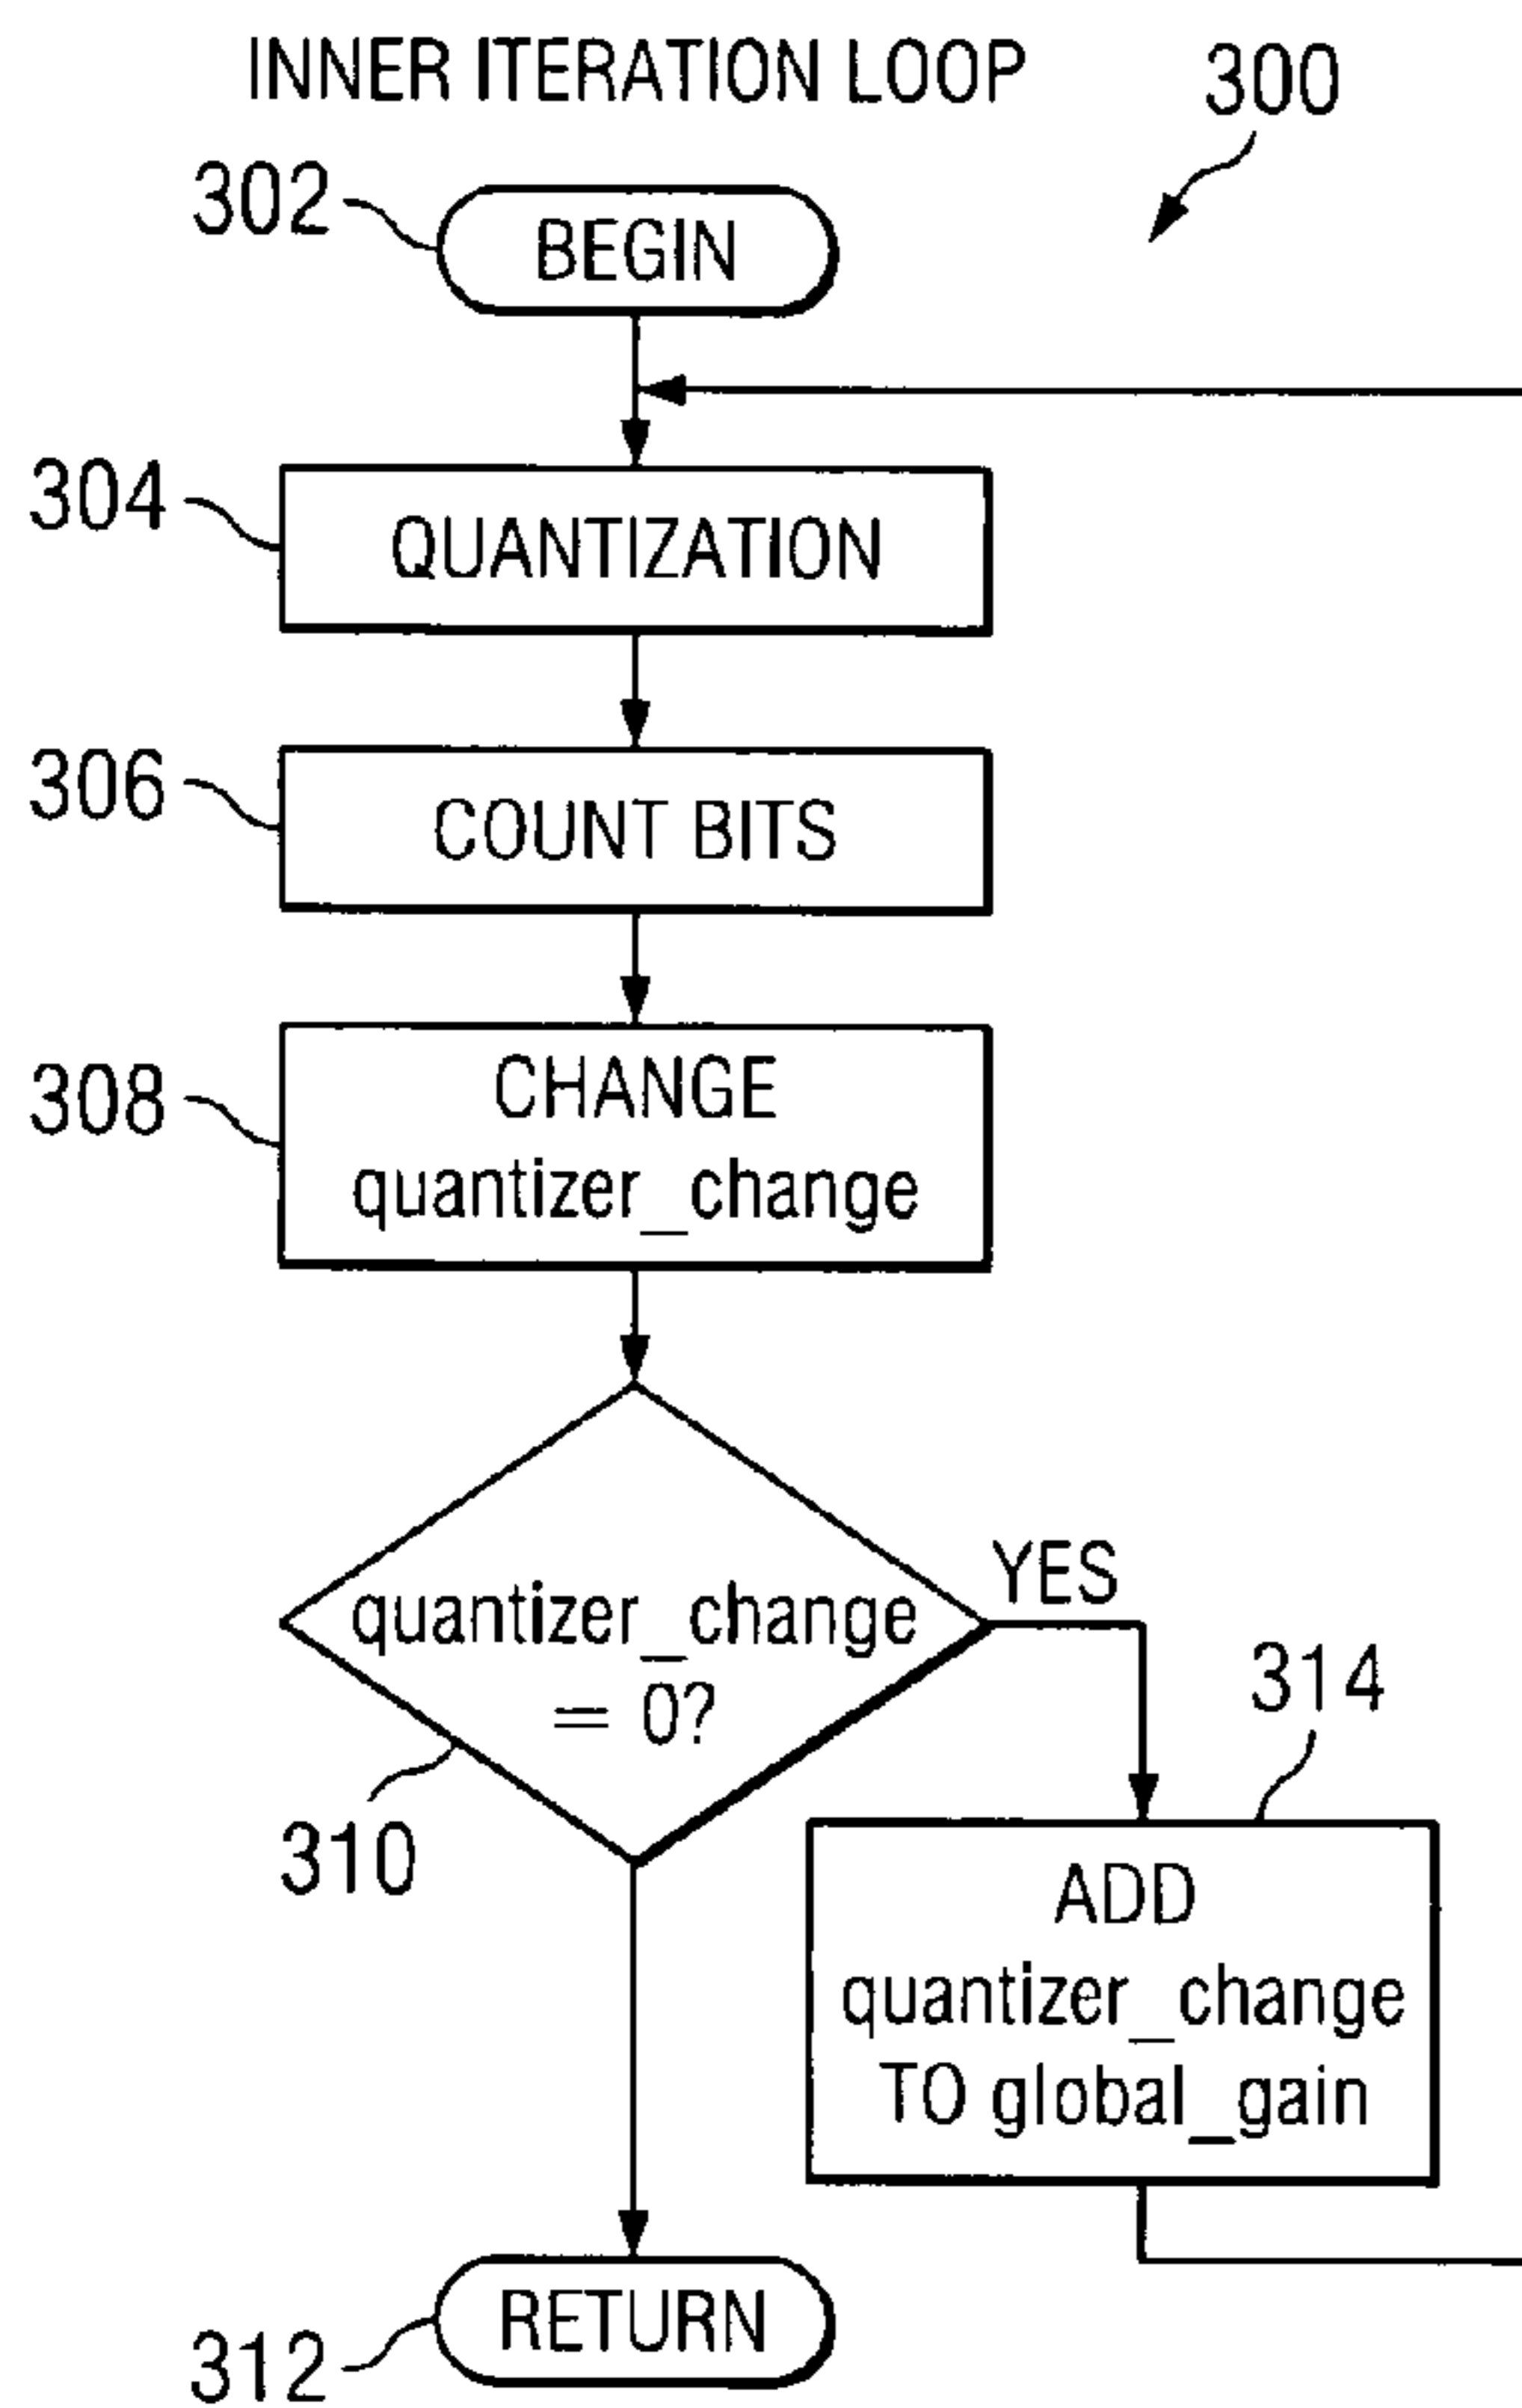 INNER ITERATION LOOP
300
302
BEGIN
304
QUANTIZATION
306
COUNT BITS
308
CHANGE
quantizer_change
quantizer_change
= 0?
YES
310
314
ADD
quantizer_change
TO global_gain
RETURN
312